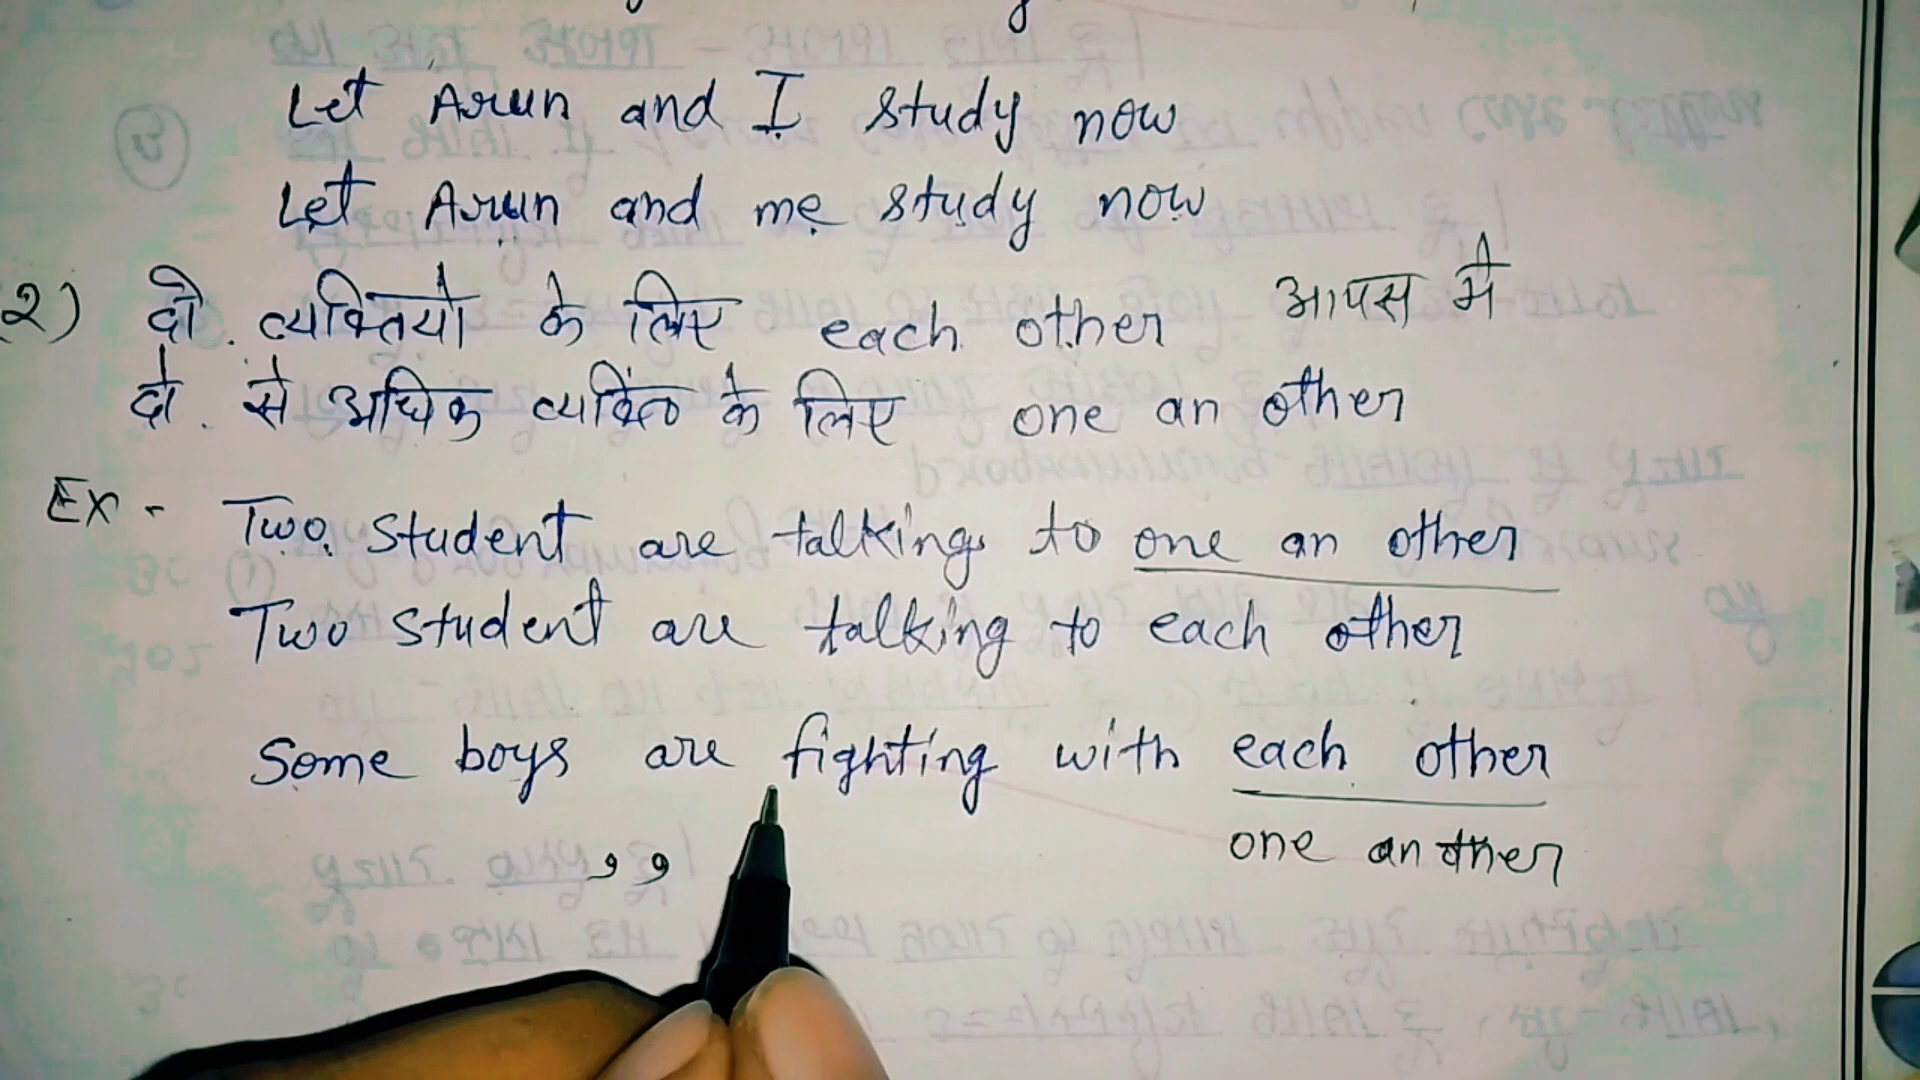 Let Arun and I study now
Let Arun and me study now
2) दो व्यक्तियो के लिए each other आपस मे
दो से अधिक व्यक्ति के लिए one an other
Ex - Two Student are talking to one an other
Two student are talking to each other
Some boys are fighting with each other
,, one an other